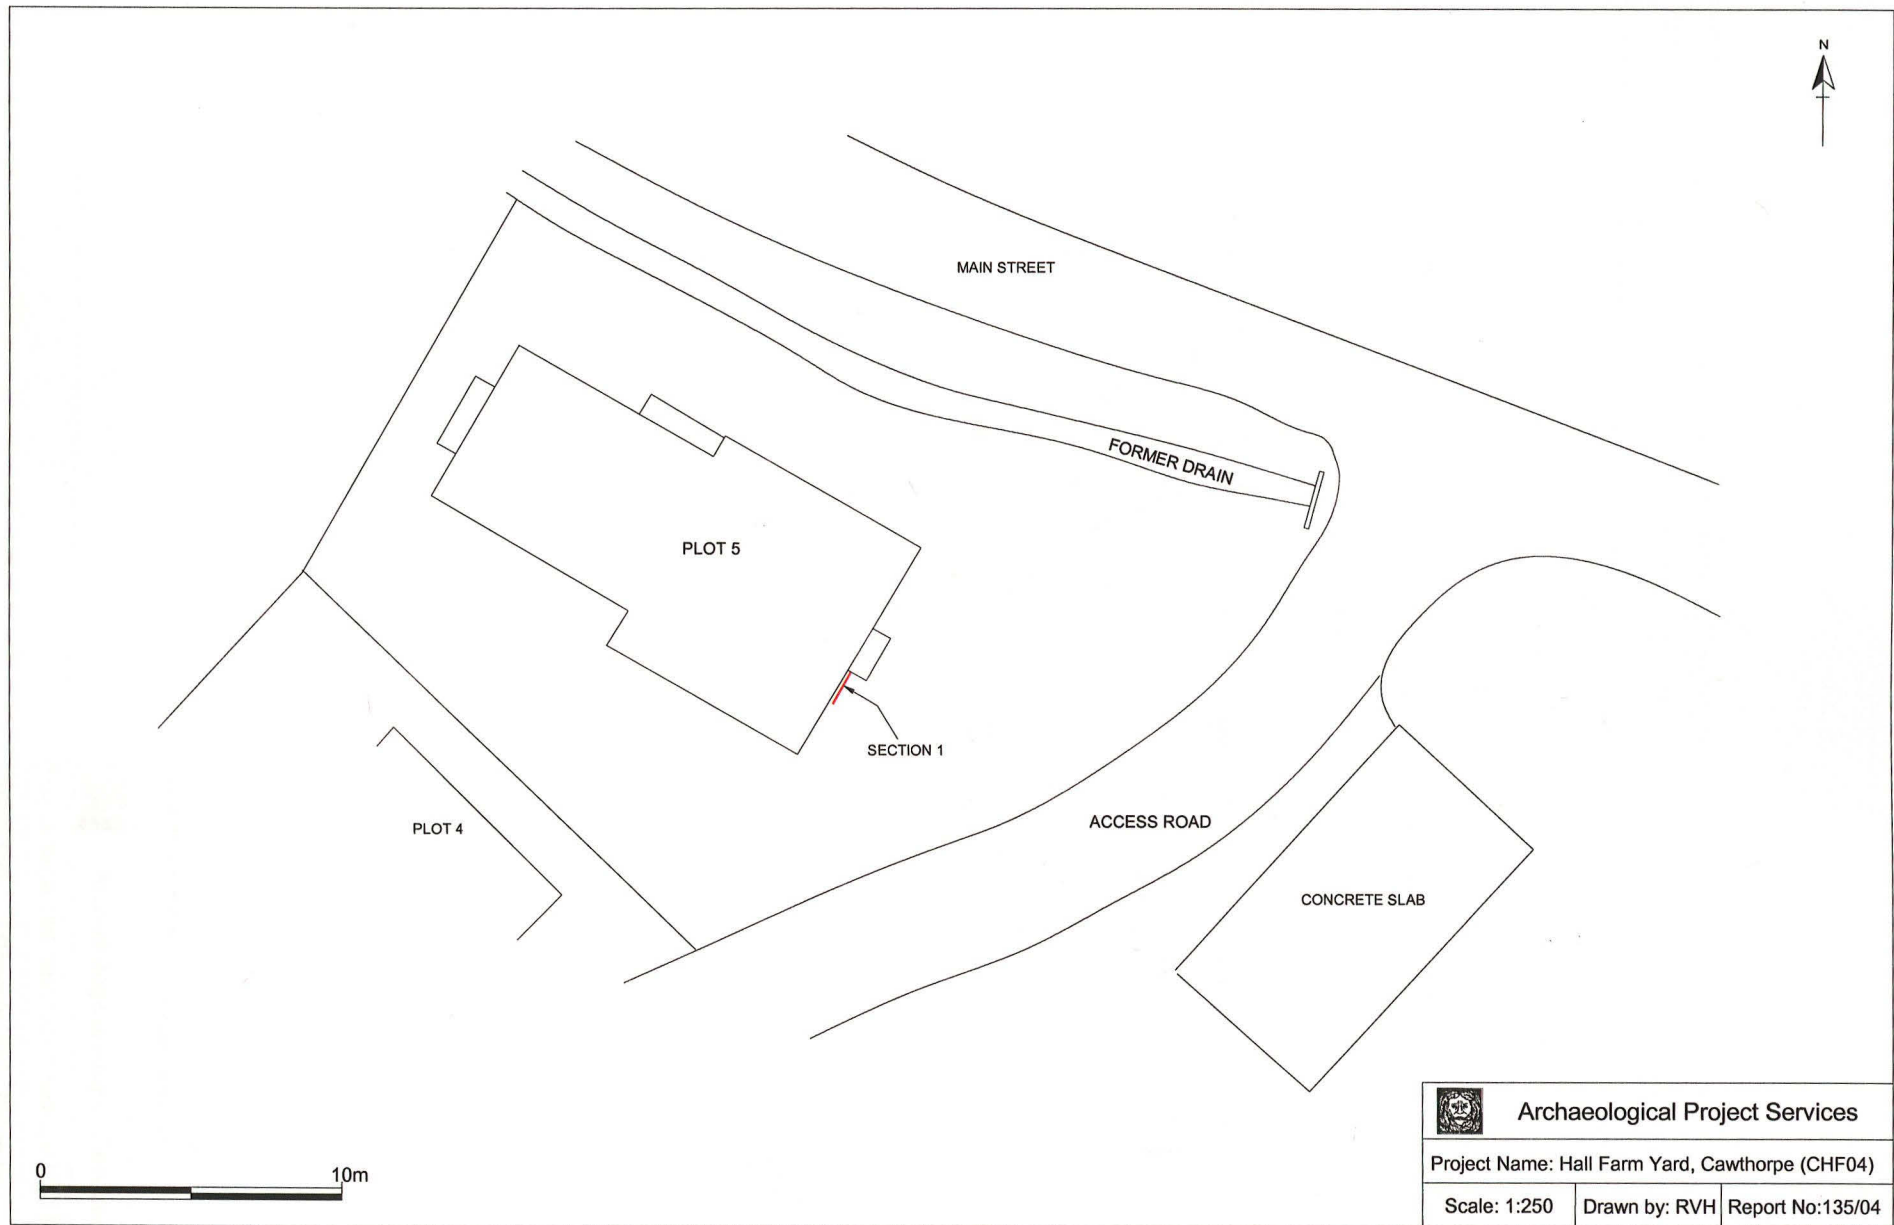 N
MAIN STREET
FORMER DRAIN
PLOT 5
SECTION 1
ACCESS ROAD
PLOT 4
CONCRETE SLAB
0 10m
Archaeological Project Services
Project Name: Hall Farm Yard, Cawthorpe (CHF04)
Scale: 1:250 Drawn by: RVH Report No:135/04